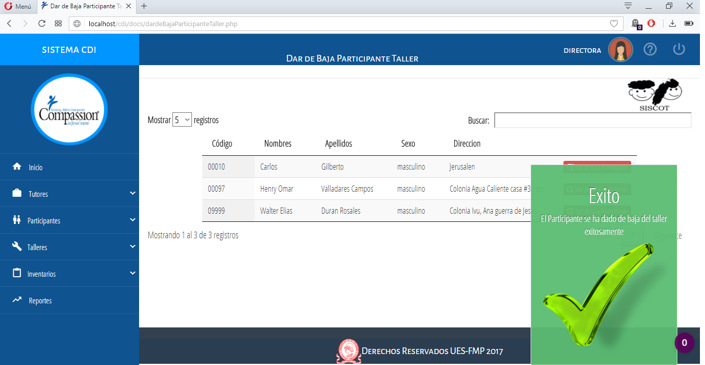 Menú
Dar de Baja Participante T
localhost/cdi/docs/dardeBajaParticipanteTaller.php
SISTEMA CDI
DIRECTORA
Dar de Baja Participante Taller
Compassion
SISCOT
Mostrar 5 registros
Buscar:
Código Nombres Apellidos Sexo Direccion
00010 Carlos Gilberto masculino Jerusalen
00097 Henry Omar Valladares Campos masculino Colonia Agua Caliente casa #3
09999 Walter Elias Duran Rosales masculino Colonia Ivu, Ana guerra de Jes
Mostrando 1 al 3 de 3 registros
Inicio
Tutores
Participantes
Talleres
Inventarios
Reportes
Exito
El Participante se ha dado de baja del taller
exitosamente
Derechos Reservados UES-FMP 2017
0